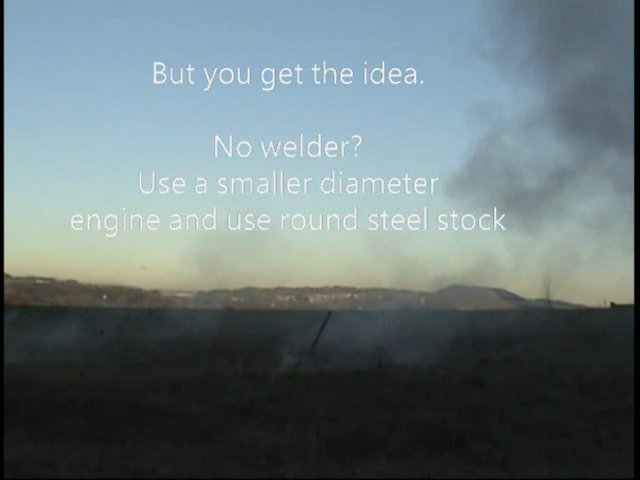 But you get the idea.
No welder?
Use a smaller diameter
engine and use round steel stock